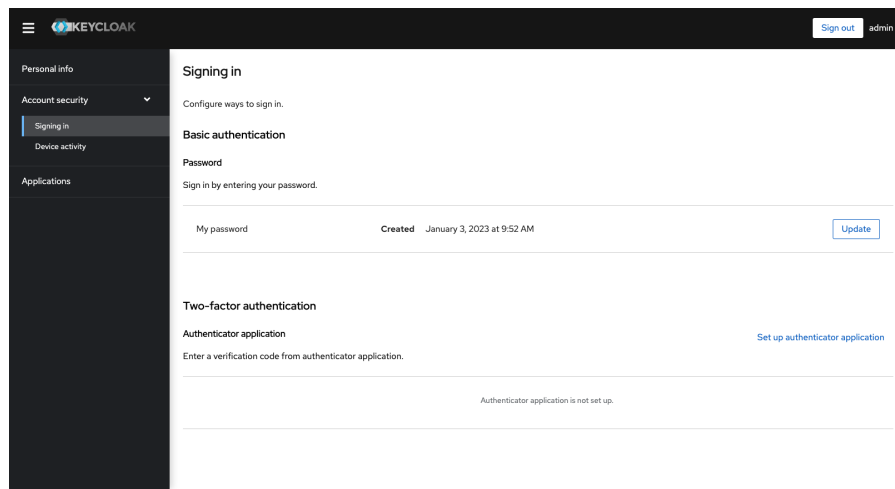 KEYCLOAK
Sign out admin
Personal info
Account security
Signing in
Device activity
Applications
Signing in
Configure ways to sign in.
Basic authentication
Password
Sign in by entering your password.
My password Created January 3, 2023 at 9:52 AM Update
Two-factor authentication
Authenticator application Set up authenticator application
Enter a verification code from authenticator application.
Authenticator application is not set up.